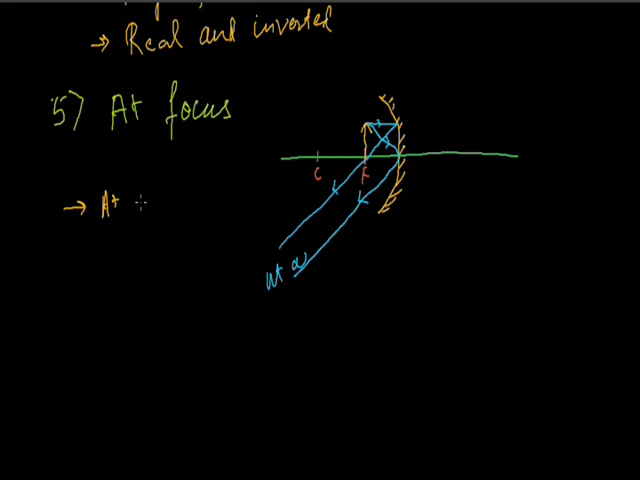 → Real and inverted
5) At focus
C F
→ At
At ∞